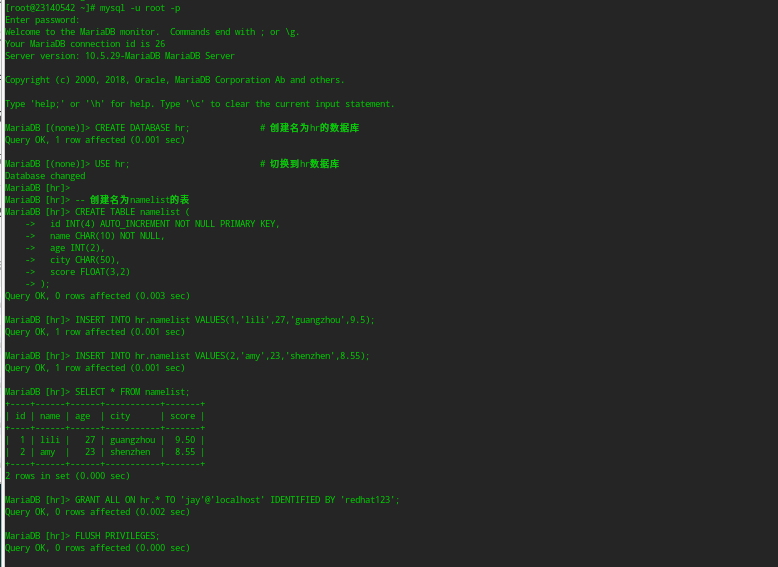 [root@23140542 ~]# mysql -u root -p
Enter password:
Welcome to the MariaDB monitor.  Commands end with ; or \g.
Your MariaDB connection id is 26
Server version: 10.5.29-MariaDB MariaDB Server
Copyright (c) 2000, 2018, Oracle, MariaDB Corporation Ab and others.
Type 'help;' or '\h' for help. Type '\c' to clear the current input statement.
MariaDB [(none)]> CREATE DATABASE hr;              # 创建名为hr的数据库
Query OK, 1 row affected (0.001 sec)
MariaDB [(none)]> USE hr;                          # 切换到hr数据库
Database changed
MariaDB [hr]>
MariaDB [hr]> -- 创建名为namelist的表
MariaDB [hr]> CREATE TABLE namelist (
    ->   id INT(4) AUTO_INCREMENT NOT NULL PRIMARY KEY,
    ->   name CHAR(10) NOT NULL,
    ->   age INT(2),
    ->   city CHAR(50),
    ->   score FLOAT(3,2)
    -> );
Query OK, 0 rows affected (0.003 sec)
MariaDB [hr]> INSERT INTO hr.namelist VALUES(1,'lili',27,'guangzhou',9.5);
Query OK, 1 row affected (0.001 sec)
MariaDB [hr]> INSERT INTO hr.namelist VALUES(2,'amy',23,'shenzhen',8.55);
Query OK, 1 row affected (0.001 sec)
MariaDB [hr]> SELECT * FROM namelist;
+----+------+------+-----------+-------+
| id | name | age  | city      | score |
+----+------+------+-----------+-------+
|  1 | lili |   27 | guangzhou |  9.50 |
|  2 | amy  |   23 | shenzhen  |  8.55 |
+----+------+------+-----------+-------+
2 rows in set (0.000 sec)
MariaDB [hr]> GRANT ALL ON hr.* TO 'jay'@'localhost' IDENTIFIED BY 'redhat123';
Query OK, 0 rows affected (0.002 sec)
MariaDB [hr]> FLUSH PRIVILEGES;
Query OK, 0 rows affected (0.000 sec)